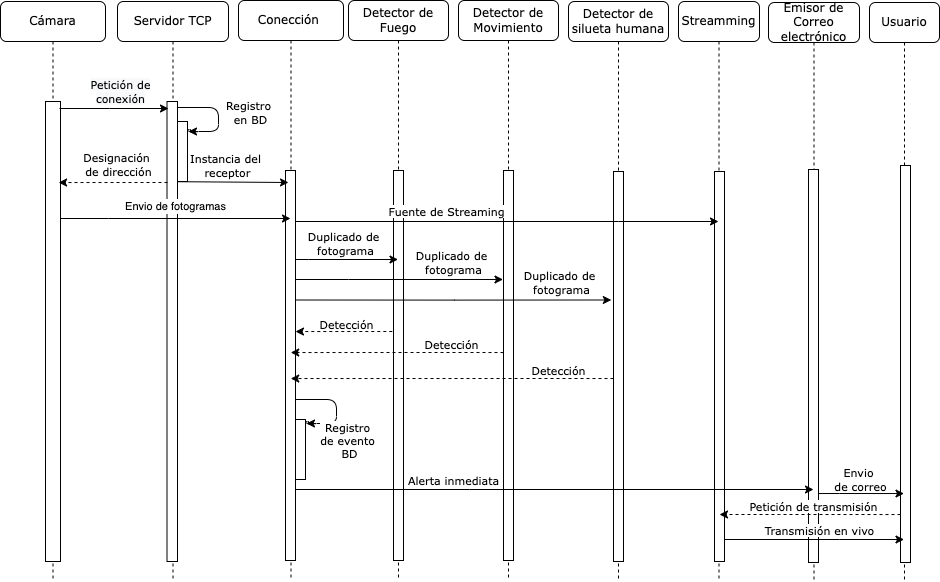 Cámara
Servidor TCP
Conección
Detector de
Fuego
Detector de
Movimiento
Detector de
silueta humana
Streamming
Emisor de
Correo
electrónico
Usuario
Petición de
conexión
Registro
en BD
Designación
de dirección
Instancia del
receptor
Envio de fotogramas
Fuente de Streaming
Duplicado de
fotograma
Duplicado de
fotograma
Duplicado de
fotograma
Detección
Detección
Detección
Registro
de evento
BD
Alerta inmediata
Envio
de correo
Petición de transmisión
Transmisión en vivo